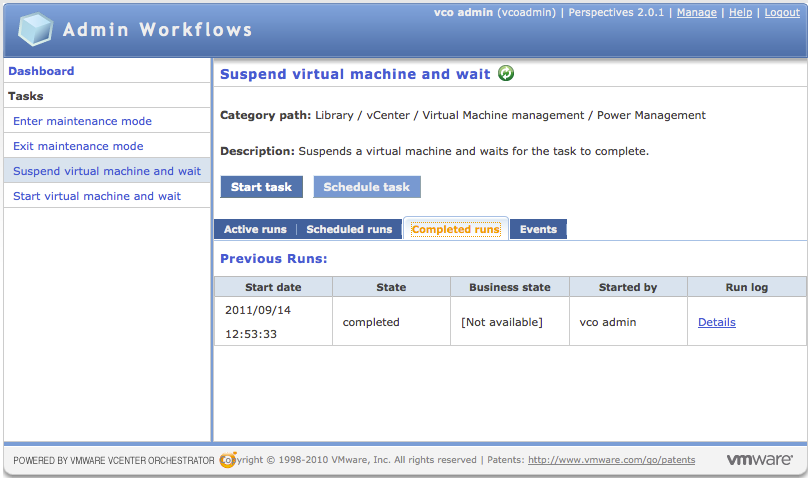 vco admin (vcoadmin) | Perspectives 2.0.1 | Manage | Help | Logout
Admin Workflows
Dashboard
Tasks
Enter maintenance mode
Exit maintenance mode
Suspend virtual machine and wait
Start virtual machine and wait
Suspend virtual machine and wait
Category path: Library / vCenter / Virtual Machine management / Power Management
Description: Suspends a virtual machine and waits for the task to complete.
Start task Schedule task
Active runs | Scheduled runs Completed runs Events
Previous Runs:
Start date State Business state Started by Run log
2011/09/14
12:53:33
completed [Not available] vco admin Details
POWERED BY VMWARE VCENTER ORCHESTRATOR Copyright © 1998-2010 VMware, Inc. All rights reserved | Patents: http://www.vmware.com/go/patents vmware®